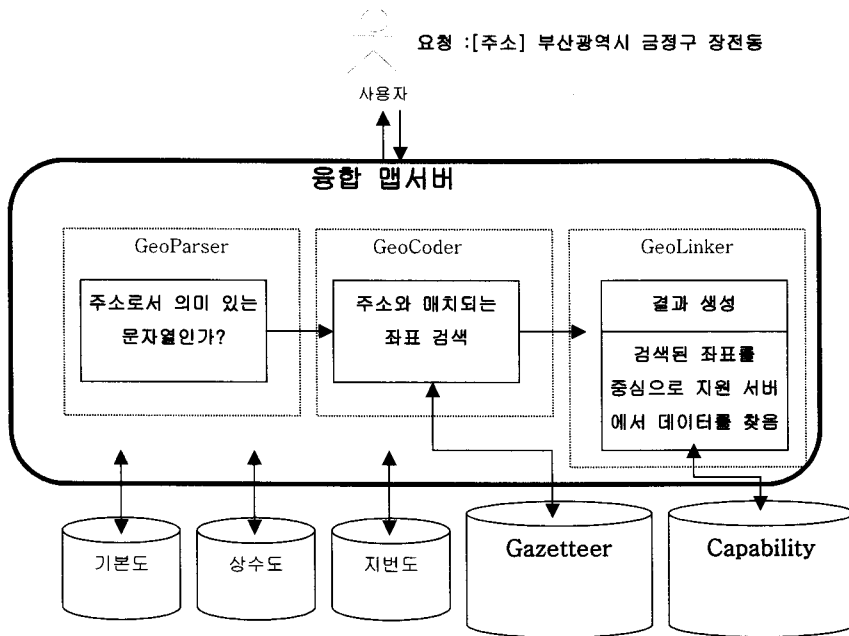 요청 :[주소] 부산광역시 금정구 장전동
사용자
융합 맵서버
GeoParser
주소로서 의미 있는
문자열인가?
GeoCoder
주소와 매치되는
좌표 검색
GeoLinker
결과 생성
검색된 좌표를
중심으로 지원 서버
에서 데이터를 찾음
기본도
상수도
지번도
Gazetteer
Capability